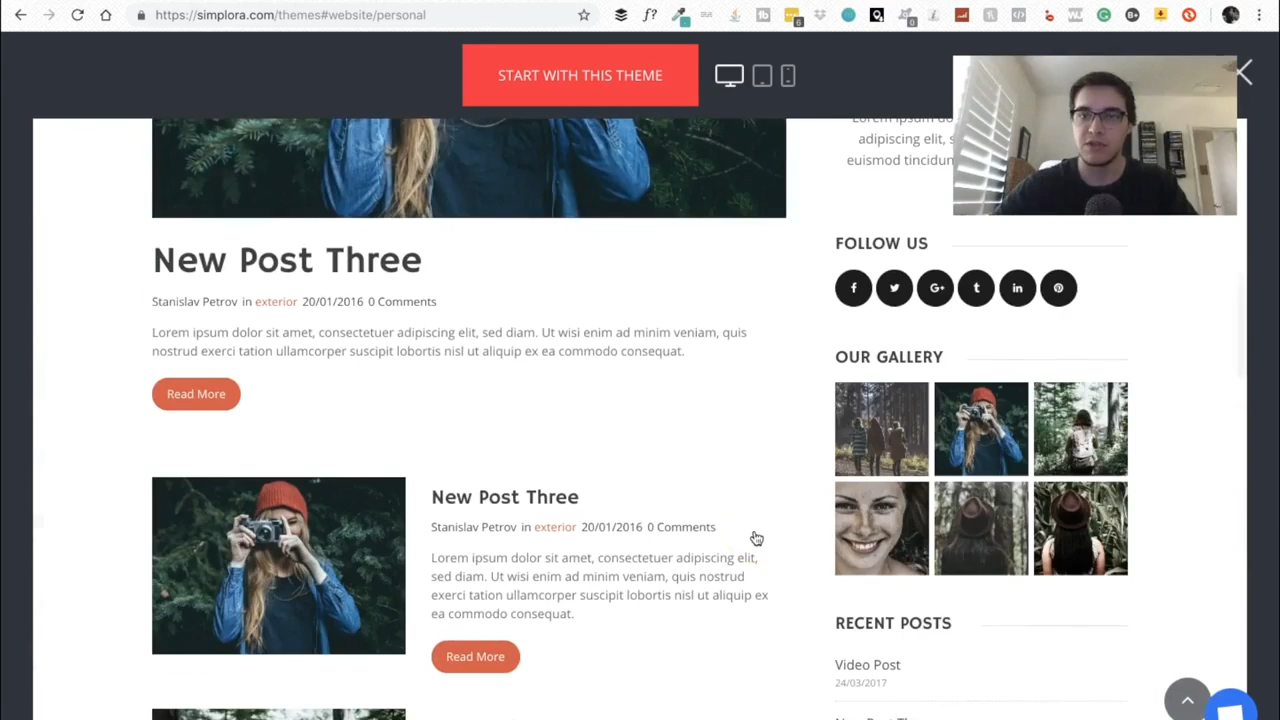 https://simplora.com/themes#website/personal
START WITH THIS THEME
adipiscing elit, s
euismod tincidun
New Post Three
Stanislav Petrov in exterior 20/01/2016 0 Comments
Lorem ipsum dolor sit amet, consectetuer adipiscing elit, sed diam. Ut wisi enim ad minim veniam, quis
nostrud exerci tation ullamcorper suscipit lobortis nisl ut aliquip ex ea commodo consequat.
Read More
New Post Three
Stanislav Petrov in exterior 20/01/2016 0 Comments
Lorem ipsum dolor sit amet, consectetuer adipiscing elit,
sed diam. Ut wisi enim ad minim veniam, quis nostrud
exerci tation ullamcorper suscipit lobortis nisl ut aliquip ex
ea commodo consequat.
Read More
FOLLOW US
OUR GALLERY
RECENT POSTS
Video Post
24/03/2017